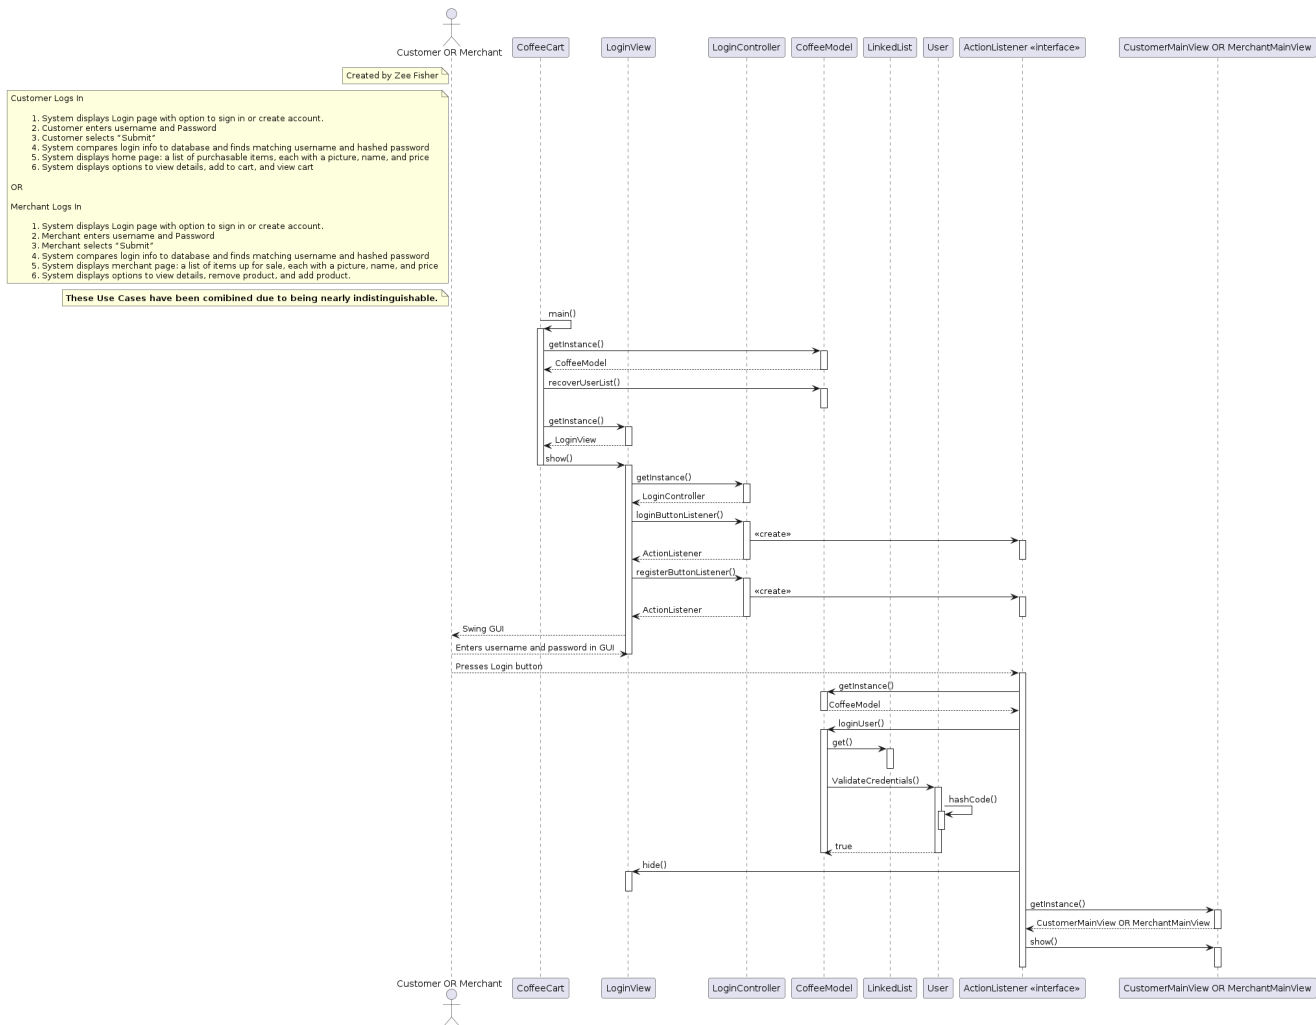 Customer OR Merchant
CoffeeCart
LoginView
LoginController
CoffeeModel
LinkedList
User
ActionListener «interface»
CustomerMainView OR MerchantMainView
Created by Zee Fisher
Customer Logs In
1. System displays Login page with option to sign in or create account.
2. Customer enters username and Password
3. Customer selects “Submit”
4. System compares login info to database and finds matching username and hashed password
5. System displays home page: a list of purchasable items, each with a picture, name, and price
6. System displays options to view details, add to cart, and view cart
OR
Merchant Logs In
1. System displays Login page with option to sign in or create account.
2. Merchant enters username and Password
3. Merchant selects “Submit”
4. System compares login info to database and finds matching username and hashed password
5. System displays merchant page: a list of items up for sale, each with a picture, name, and price
6. System displays options to view details, remove product, and add product.
These Use Cases have been comibined due to being nearly indistinguishable.
main()
getInstance()
CoffeeModel
recoverUserList()
getInstance()
LoginView
show()
getInstance()
LoginController
loginButtonListener()
«create»
ActionListener
registerButtonListener()
«create»
ActionListener
Swing GUI
Enters username and password in GUI
Presses Login button
getInstance()
CoffeeModel
loginUser()
get()
ValidateCredentials()
hashCode()
true
hide()
getInstance()
CustomerMainView OR MerchantMainView
show()
Customer OR Merchant
CoffeeCart
LoginView
LoginController
CoffeeModel
LinkedList
User
ActionListener «interface»
CustomerMainView OR MerchantMainView